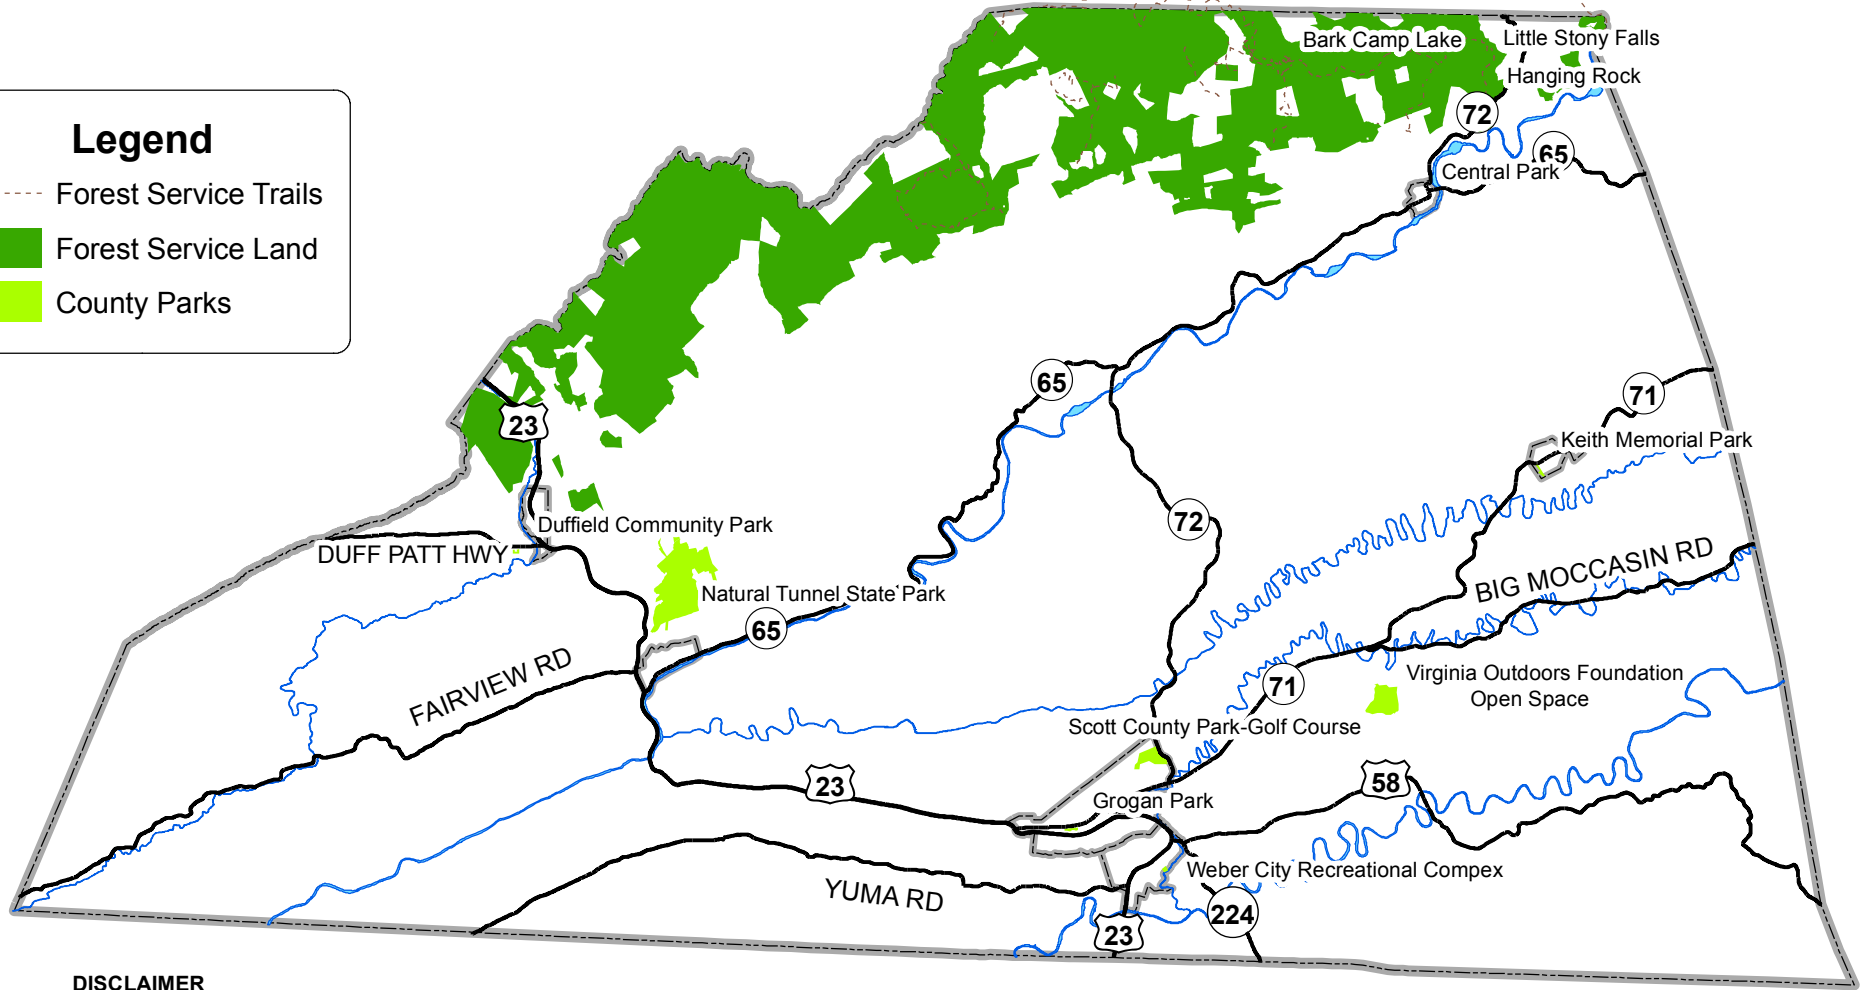 Bark Camp Lake
Little Stony Falls
Hanging Rock
Legend
Forest Service Trails
Forest Service Land
County Parks
72
65
Central Park
65
71
23
Keith Memorial Park
72
Duffield Community Park
DUFF PATT HWY
BIG MOCCASIN RD
Natural Tunnel State Park
65
FAIRVIEW RD
71
Virginia Outdoors Foundation
Open Space
Scott County Park-Golf Course
23
58
Grogan Park
Weber City Recreational Compex
YUMA RD
224
23
DISCLAIMER